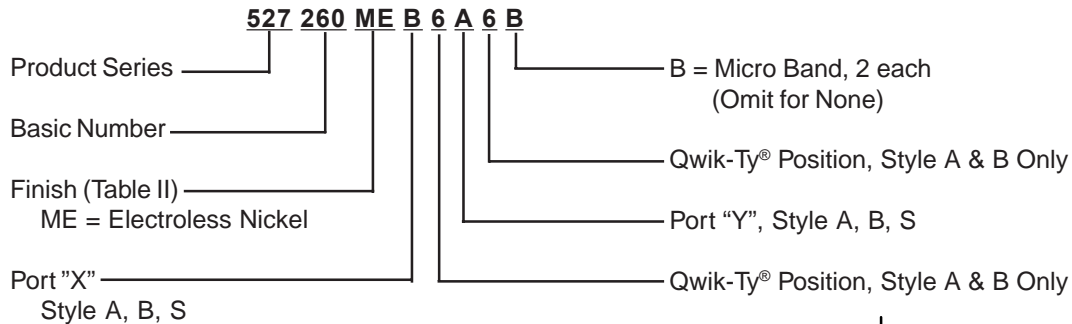 527 260 ME B 6 A 6 B
Product Series
Basic Number
Finish (Table II)
ME = Electroless Nickel
Port "X"
Style A, B, S
B = Micro Band, 2 each
(Omit for None)
Qwik-Ty® Position, Style A & B Only
Port “Y”, Style A, B, S
Qwik-Ty® Position, Style A & B Only